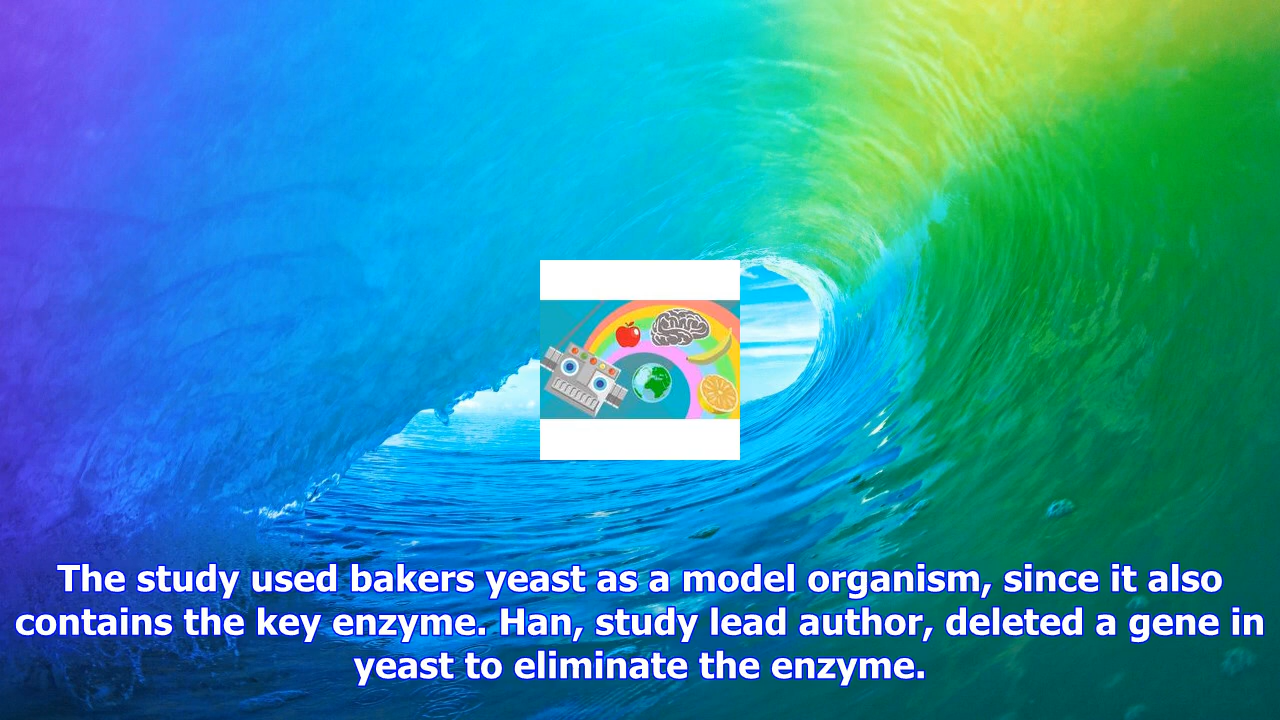 The study used bakers yeast as a model organism, since it also
contains the key enzyme. Han, study lead author, deleted a gene in
yeast to eliminate the enzyme.